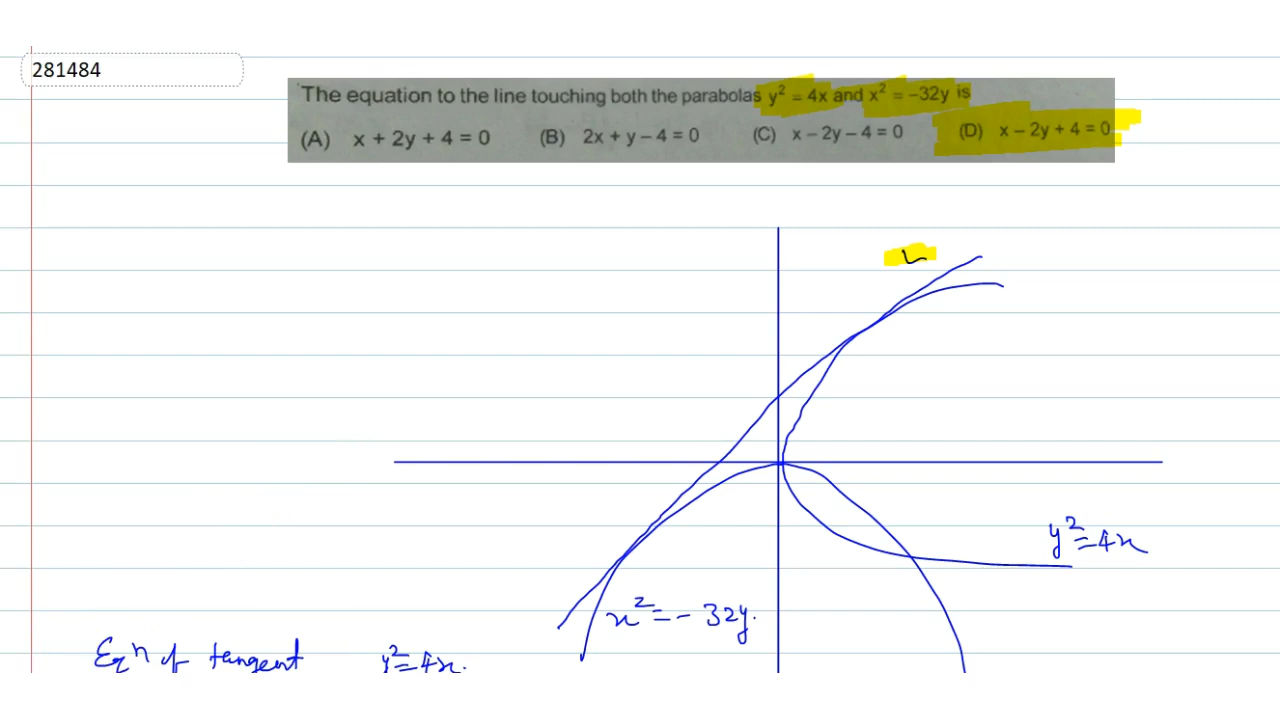 281484
The equation to the line touching both the parabolas y² = 4x and x² = −32y is
(A) x + 2y + 4 = 0 (B) 2x + y − 4 = 0 (C) x − 2y − 4 = 0 (D) x − 2y + 4 = 0
L
y² = 4x
x² = − 32y.
Eqⁿ of tangent y² = 4x.